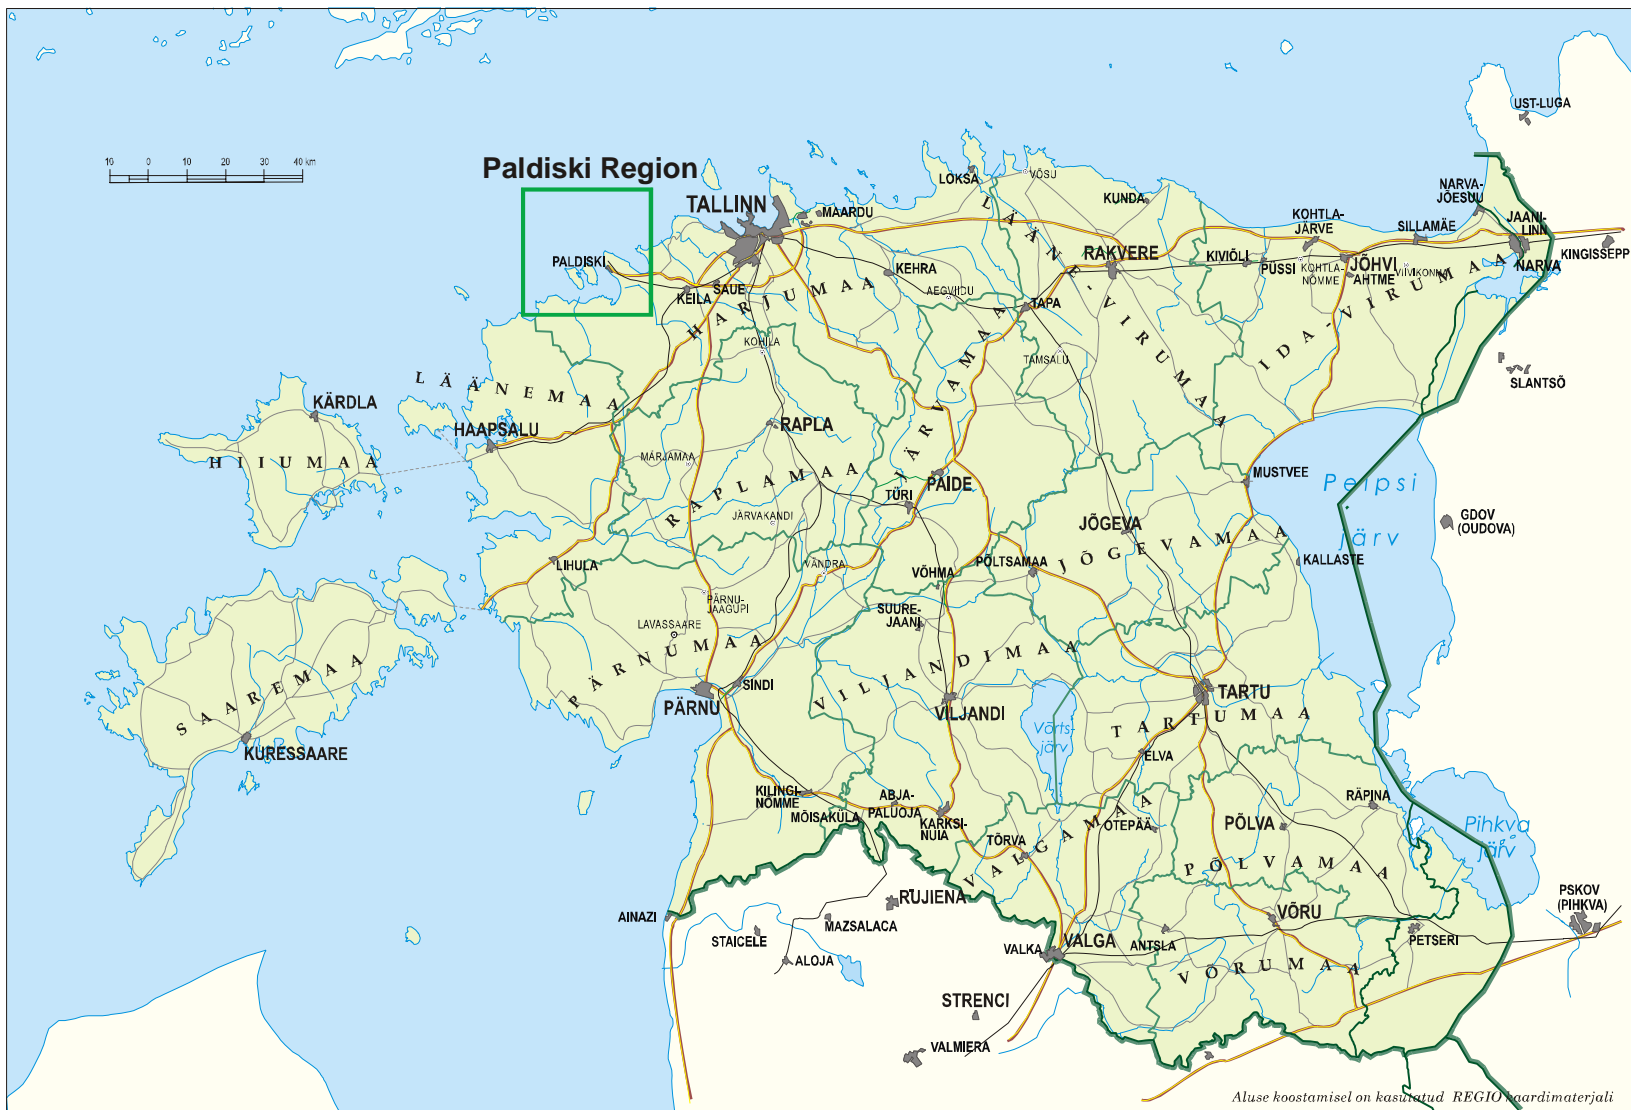 UST-LUGA
10 0 10 20 30 40 km
Paldiski Region
LOKSA
VÕSU
KUNDA
NARVA-
JÕESUU
TALLINN
MAARDU
KOHTLA-
JÄRVE
SILLAMÄE
JAANI-
LINN
KINGISSEPP
PALDISKI
KEHRA
RAKVERE
KIVIÕLI
PÜSSI
KOHTLA-
NÕMME
JÕHVI
AHTME
VIIVIKONNA
NARVA
KEILA
SAUE
AEGVIIDU
TAPA
HARJUMAA
LÄÄNE-VIRUMAA
IDA-VIRUMAA
KOHILA
TAMSALU
SLANTSÕ
LÄÄNEMAA
KÄRDLA
HAAPSALU
RAPLA
JÄRVAMAA
HIIUMAA
MÄRJAMAA
RAPLAMAA
PAIDE
TÜRI
MUSTVEE
Peipsi
järv
GDOV
(OUDOVA)
JÄRVAKANDI
JÕGEVA
JÕGEVAMAA
KALLASTE
LIHULA
VÄNDRA
VÕHMA
PÕLTSAMAA
PÄRNU-
JAAGUPI
SUURE-
JAANI
LAVASSAARE
PÄRNUMAA
VILJANDIMAA
SAAREMAA
SINDI
PÄRNU
VILJANDI
TARTU
TARTUMAA
Võrts-
järv
KURESSAARE
ELVA
KILINGI-
NÕMME
ABJA-
PALUOJA
MÕISAKÜLA
KARKSI-
NUIA
TÕRVA
VALGAMAA
OTEPÄÄ
PÕLVA
RÄPINA
Pihkva
järv
PÕLVAMAA
RUJIENA
AINAZI
STAICELE
MAZSALACA
ALOJA
VALKA
VALGA
ANTSLA
VÕRU
PETSERI
PSKOV
(PIHKVA)
VÕRUMAA
STRENCI
VALMIERA
Aluse koostamisel on kasutatud REGIO kaardimaterjali